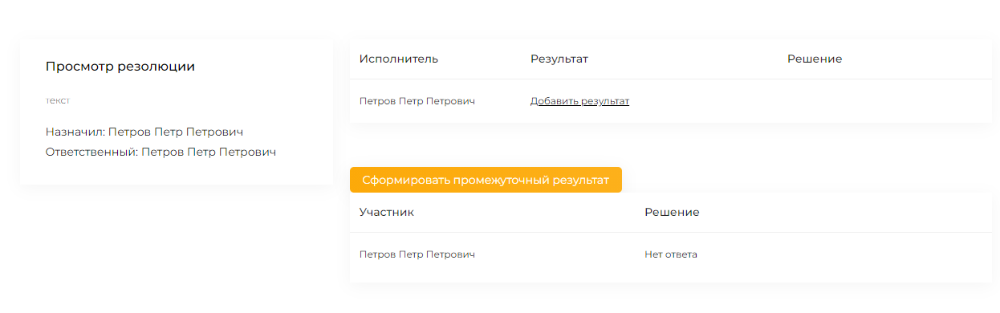 Просмотр резолюции
текст
Назначил: Петров Петр Петрович
Ответственный: Петров Петр Петрович
Исполнитель Результат Решение
Петров Петр Петрович Добавить результат
Сформировать промежуточный результат
Участник Решение
Петров Петр Петрович Нет ответа